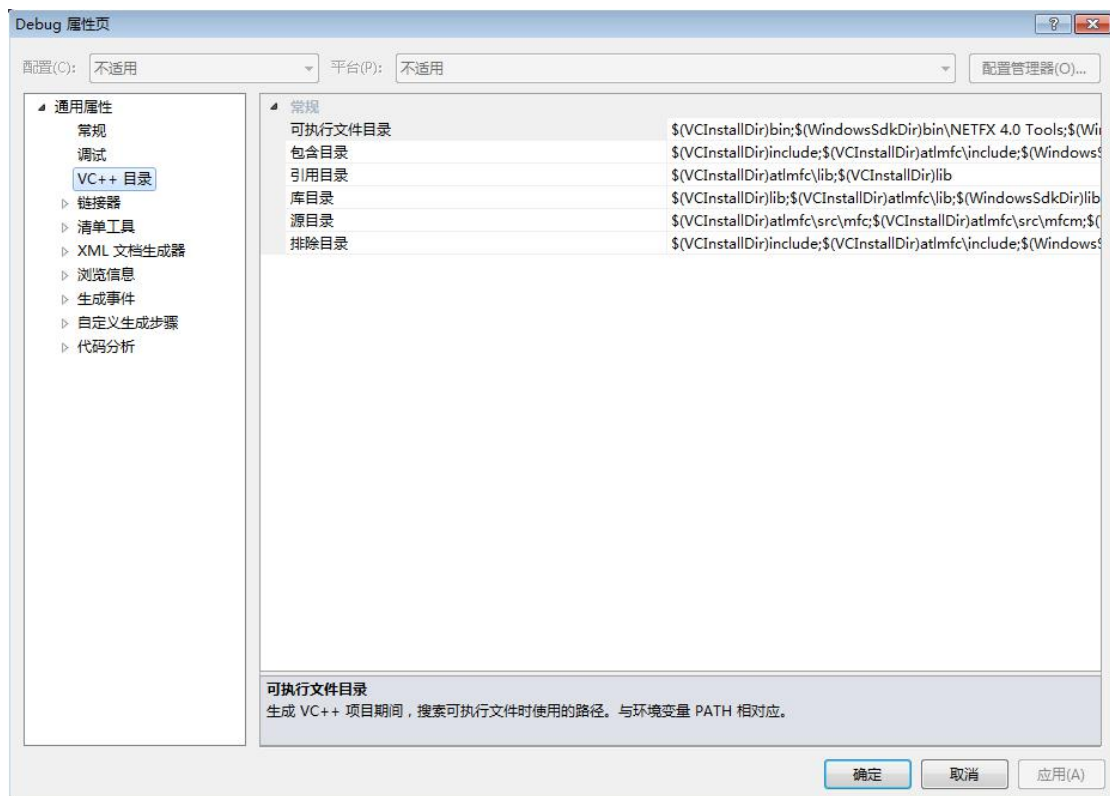 Debug 属性页
配置(C): 不适用 平台(P): 不适用 配置管理器(O)...
通用属性
常规
调试
VC++ 目录
链接器
清单工具
XML 文档生成器
浏览信息
生成事件
自定义生成步骤
代码分析
常规
可执行文件目录 $(VCInstallDir)bin;$(WindowsSdkDir)bin\NETFX 4.0 Tools;$(Wi
包含目录 $(VCInstallDir)include;$(VCInstallDir)atlmfc\include;$(Windows
引用目录 $(VCInstallDir)atlmfc\lib;$(VCInstallDir)lib
库目录 $(VCInstallDir)lib;$(VCInstallDir)atlmfc\lib;$(WindowsSdkDir)lib
源目录 $(VCInstallDir)atlmfc\src\mfc;$(VCInstallDir)atlmfc\src\mfcm;$(
排除目录 $(VCInstallDir)include;$(VCInstallDir)atlmfc\include;$(Windows
可执行文件目录
生成 VC++ 项目期间，搜索可执行文件时使用的路径。与环境变量 PATH 相对应。
确定 取消 应用(A)